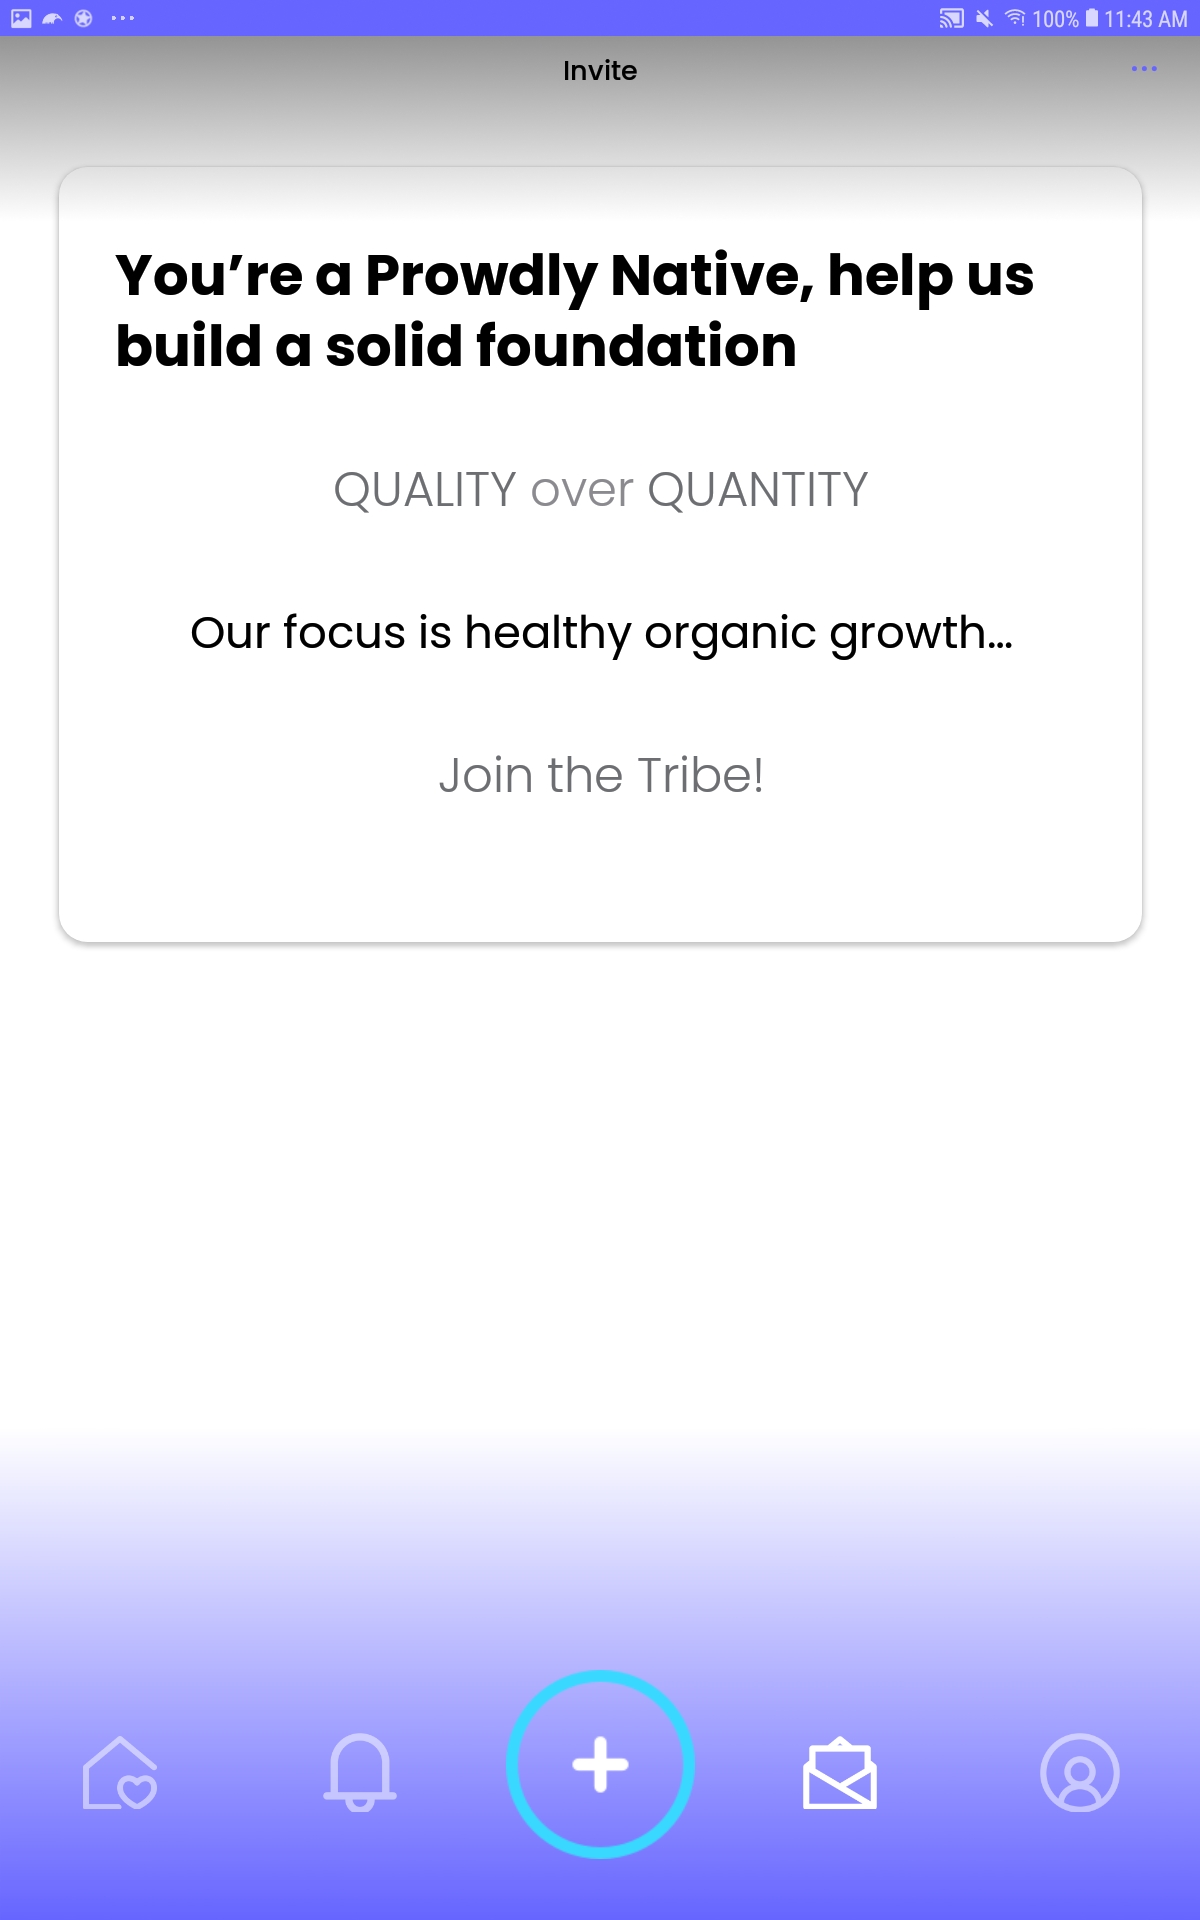 100% 11:43 AM
Invite
You’re a Prowdly Native, help us
build a solid foundation
QUALITY over QUANTITY
Our focus is healthy organic growth...
Join the Tribe!